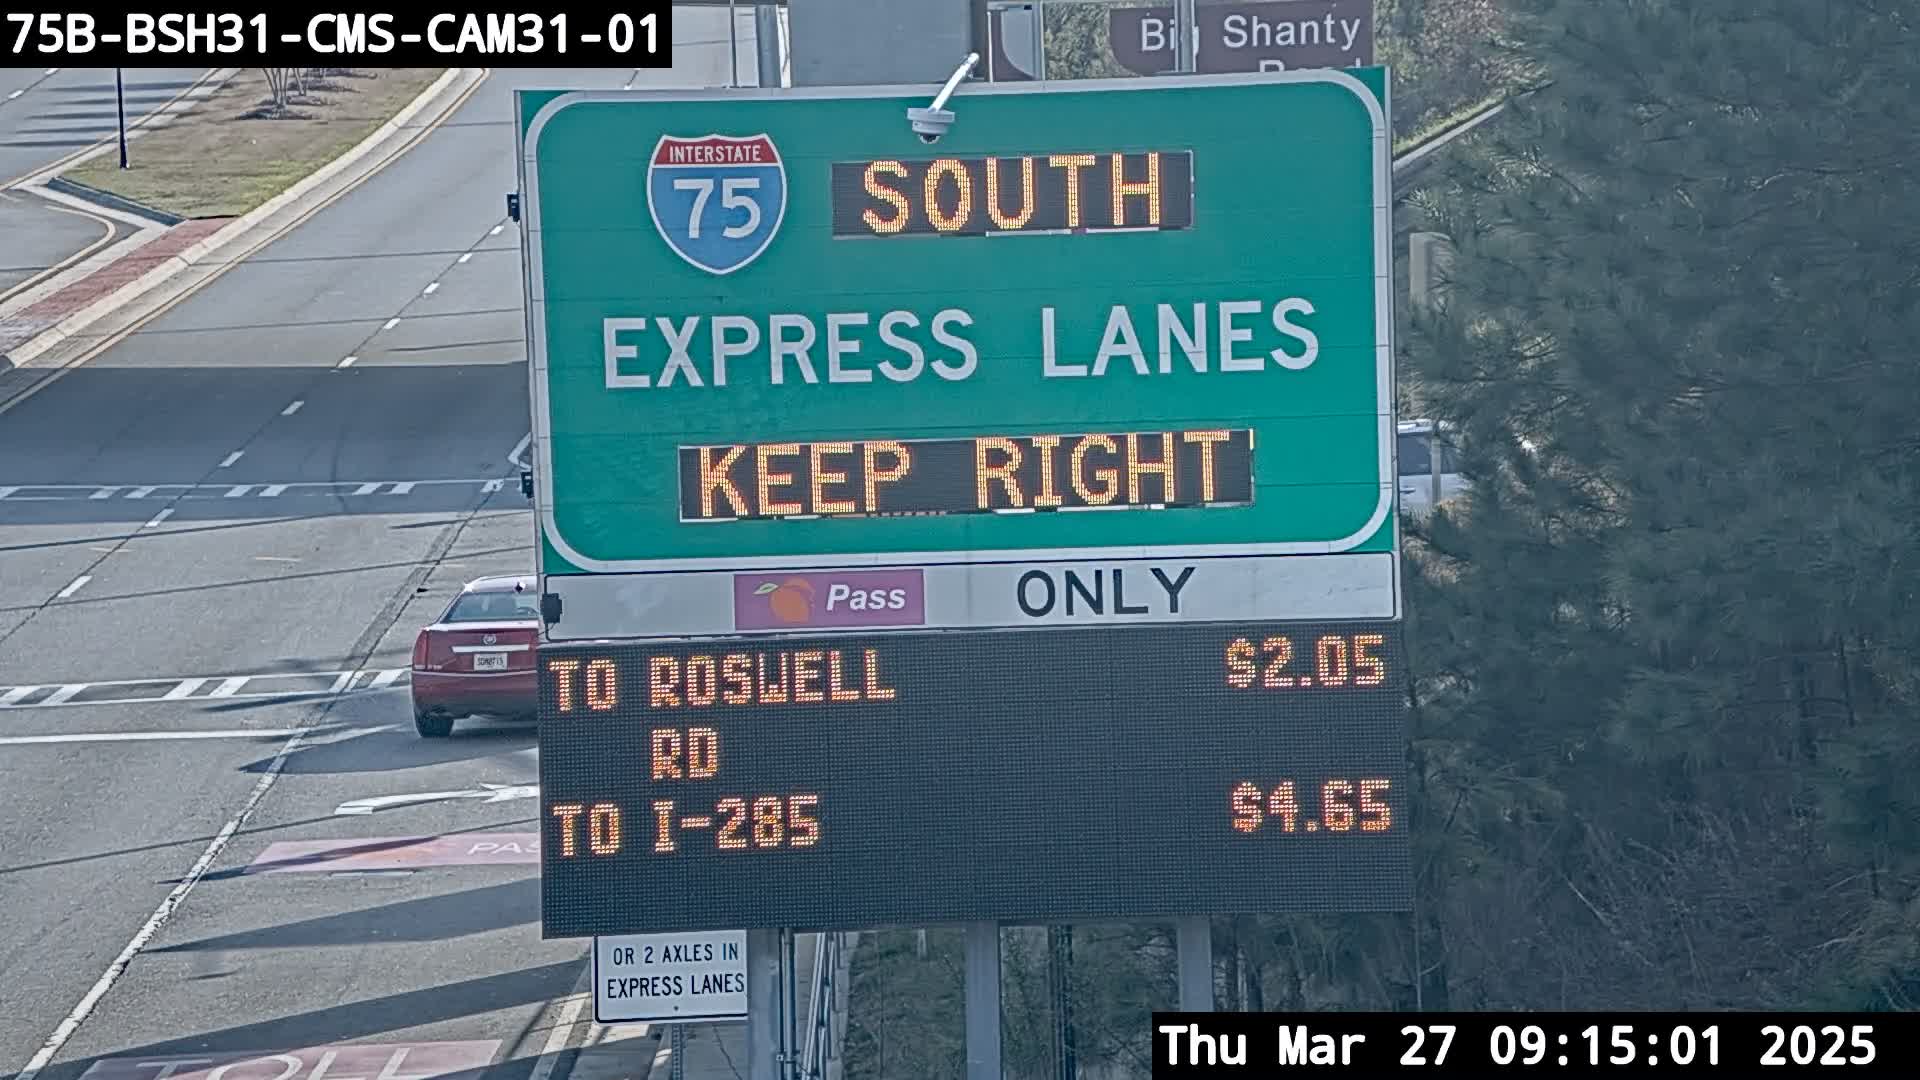 75B-BSH31-CMS-CAM31-01
Big Shanty
Road
INTERSTATE
75
SOUTH
EXPRESS LANES
KEEP RIGHT
Pass
ONLY
TO ROSWELL $2.05
RD
TO I-285 $4.65
OR 2 AXLES IN
EXPRESS LANES
TOLL
Thu Mar 27 09:15:01 2025